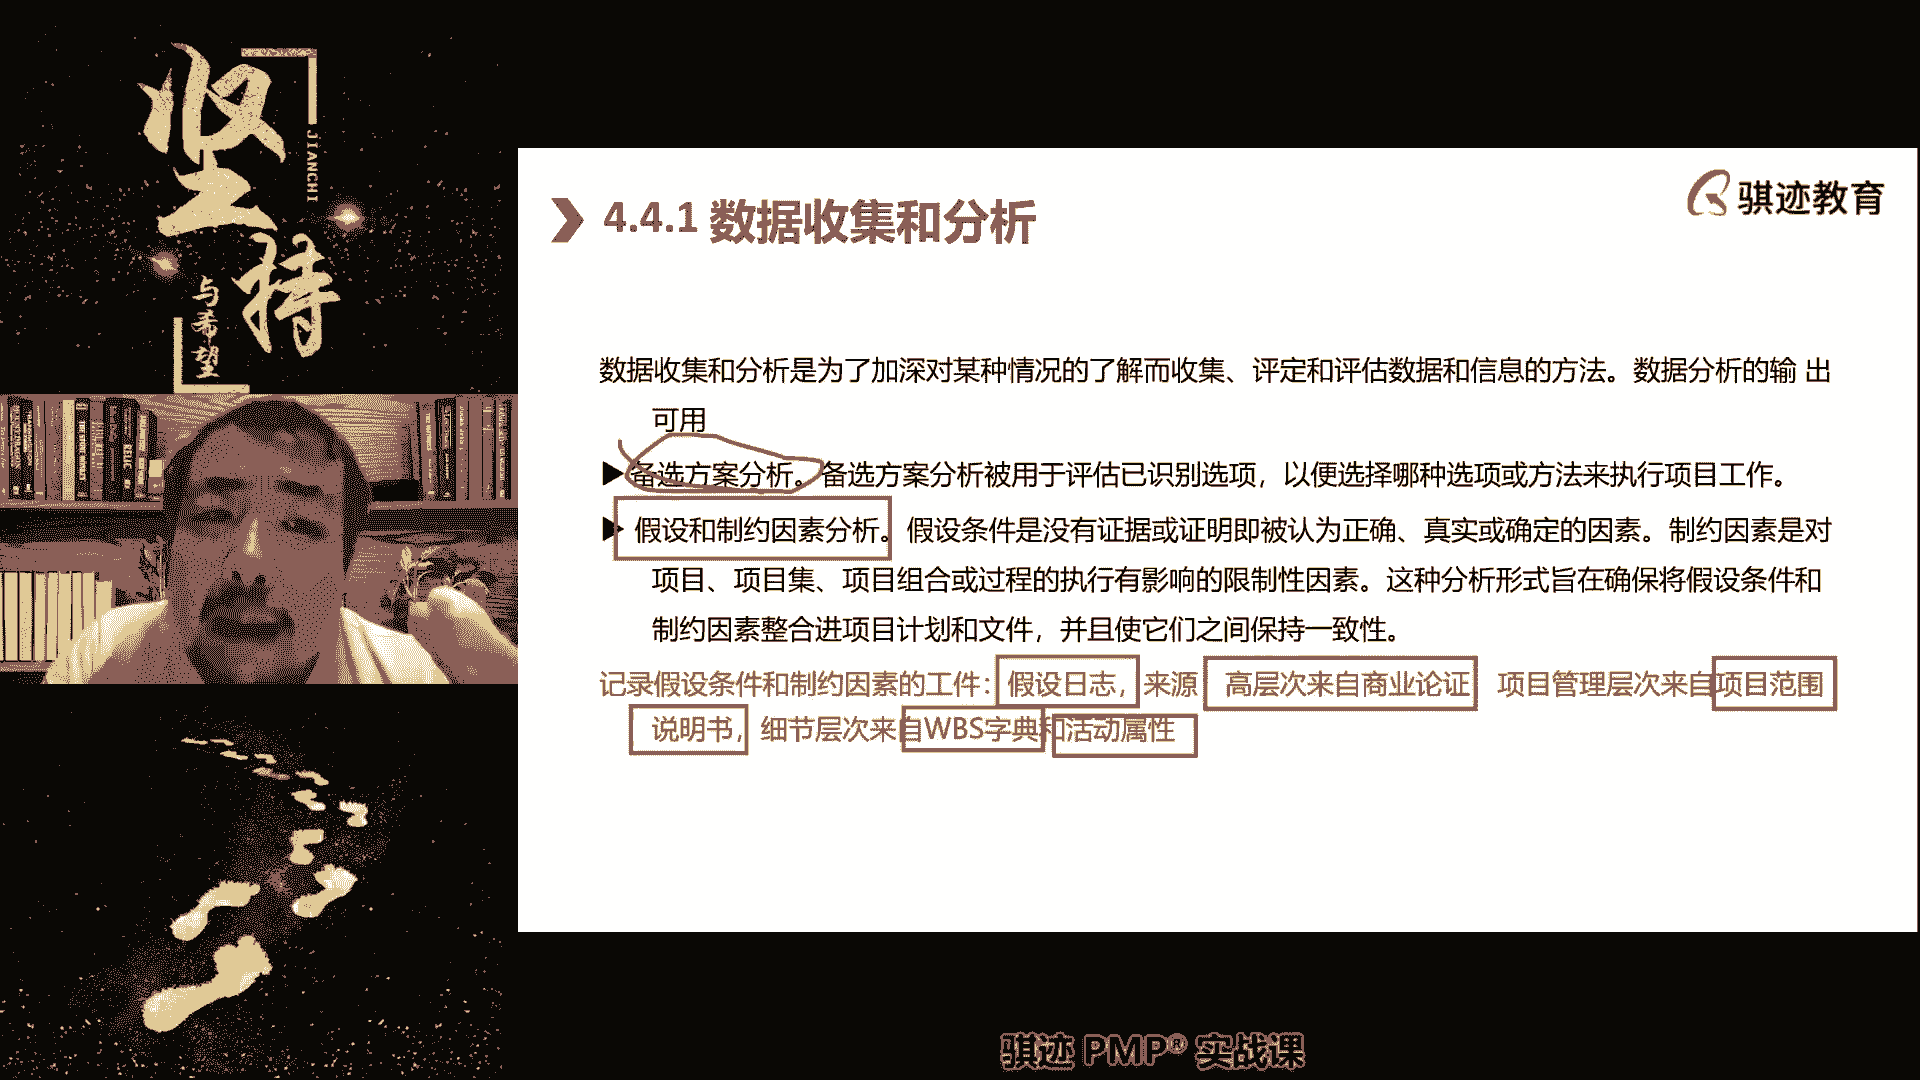 坚持
JIANCHI
与希望
骐迹教育
4.4.1 数据收集和分析
数据收集和分析是为了加深对某种情况的了解而收集、评定和评估数据和信息的方法。数据分析的输 出
可用
备选方案分析。备选方案分析被用于评估已识别选项，以便选择哪种选项或方法来执行项目工作。
假设和制约因素分析。假设条件是没有证据或证明即被认为正确、真实或确定的因素。制约因素是对
项目、项目集、项目组合或过程的执行有影响的限制性因素。这种分析形式旨在确保将假设条件和
制约因素整合进项目计划和文件，并且使它们之间保持一致性。
记录假设条件和制约因素的工件：假设日志，来源 高层次来自商业论证 项目管理层次来自项目范围
说明书，细节层次来自WBS字典和活动属性
骐迹 PMP® 实战课